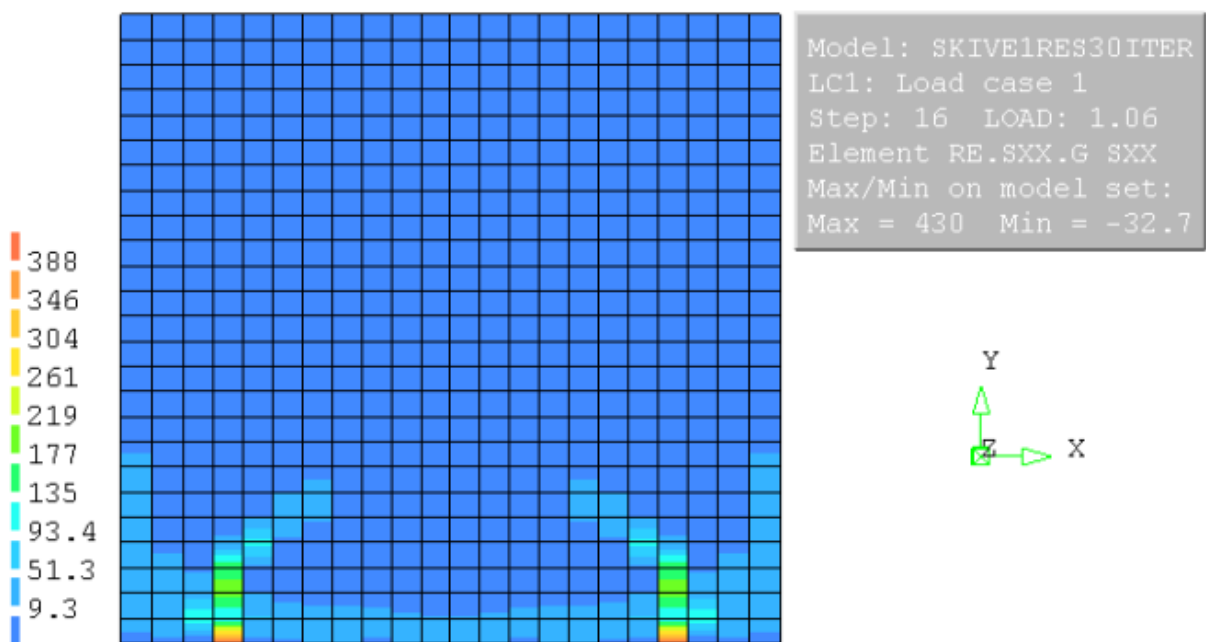 Model: SKIVE1RES30ITER
LC1: Load case 1
Step: 16 LOAD: 1.06
Element RE.SXX.G SXX
Max/Min on model set:
Max = 430 Min = -32.7
388
346
304
261
219
177
135
93.4
51.3
9.3
Y
Z
X